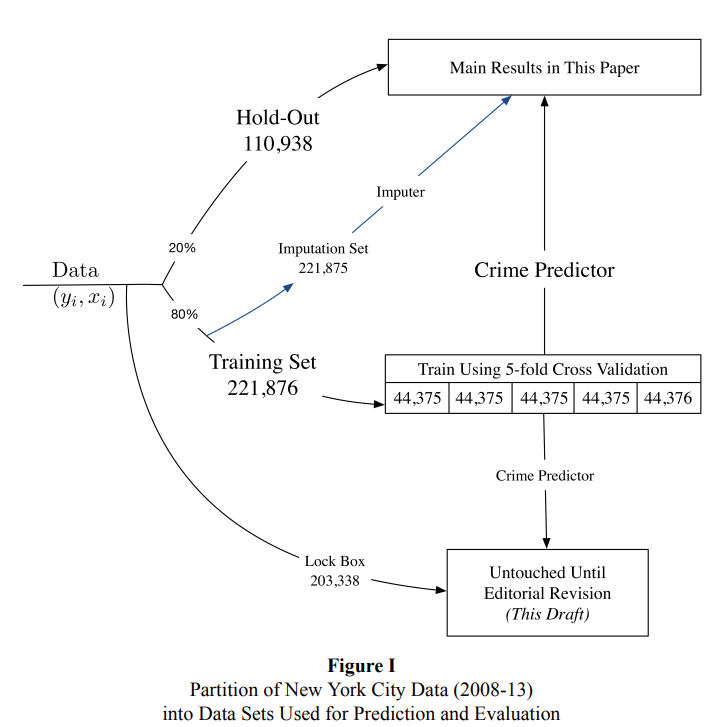 Main Results in This Paper
Hold-Out
110,938
Imputer
20%
Imputation Set
221,875
Data
(y_i, x_i)
Crime Predictor
80%
Training Set
221,876
Train Using 5-fold Cross Validation
44,375 44,375 44,375 44,375 44,376
Crime Predictor
Lock Box
203,338
Untouched Until
Editorial Revision
(This Draft)
Figure I
Partition of New York City Data (2008-13)
into Data Sets Used for Prediction and Evaluation